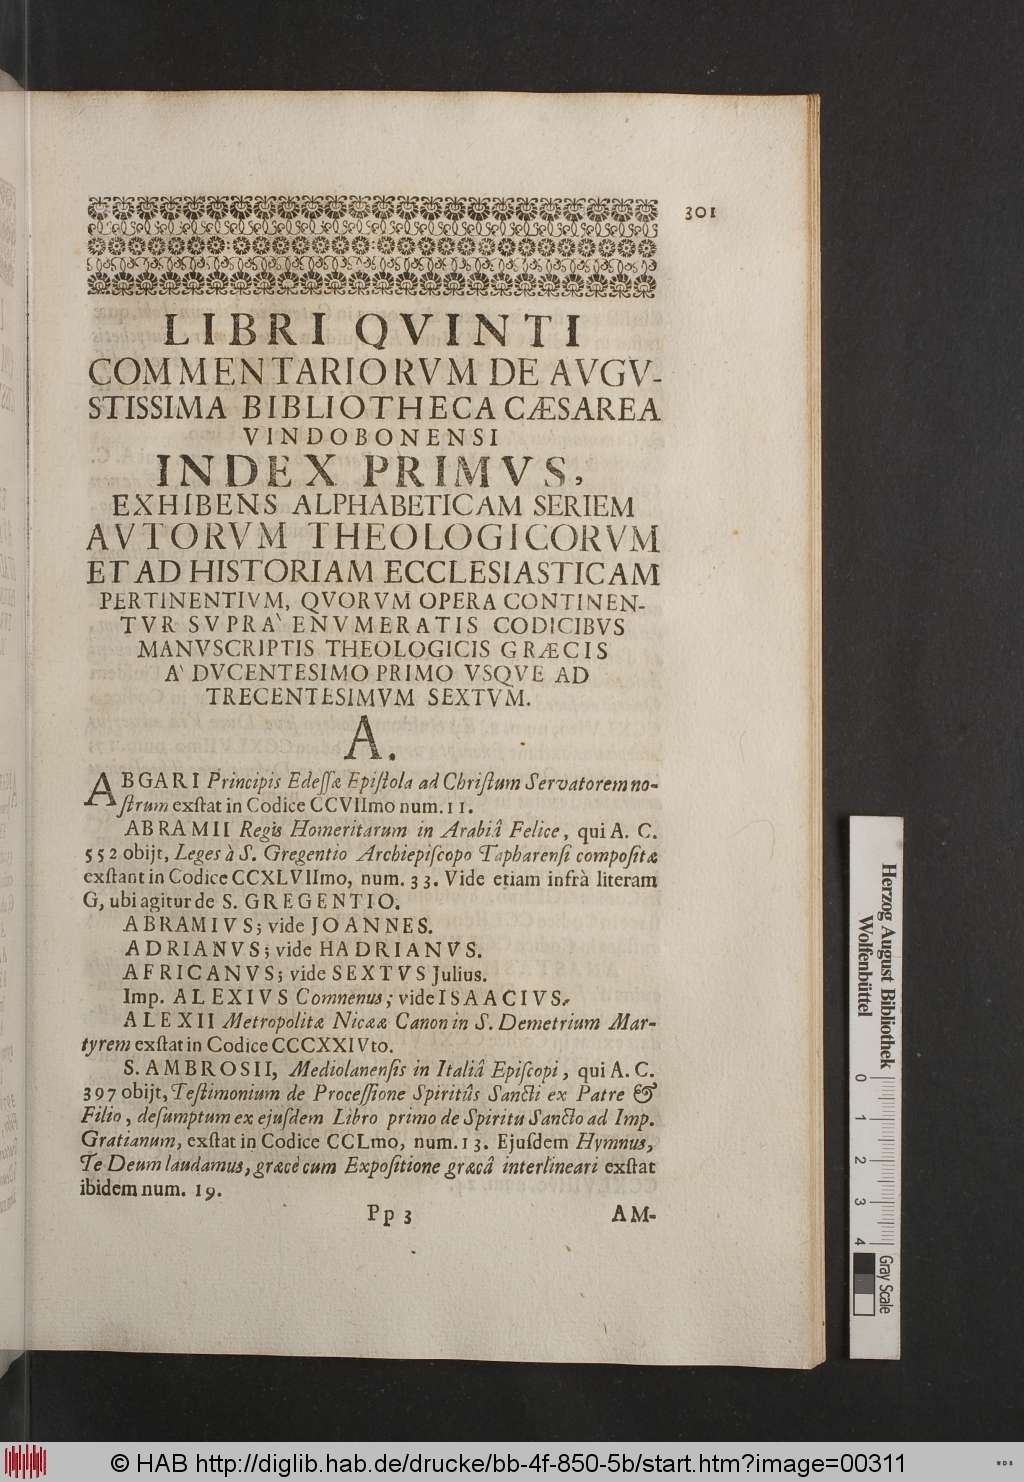 301
LIBRI QVINTI
COMMENTARIORVM DE AVGV-
STISSIMA BIBLIOTHECA CÆSAREA
VINDOBONENSI
INDEX PRIMVS,
EXHIBENS ALPHABETICAM SERIEM
AVTORVM THEOLOGICORVM
ET AD HISTORIAM ECCLESIASTICAM
PERTINENTIVM, QVORVM OPERA CONTINEN-
TVR SVPRA` ENVMERATIS CODICIBVS
MANVSCRIPTIS THEOLOGICIS GRÆCIS
A` DVCENTESIMO PRIMO VSQVE AD
TRECENTESIMVM SEXTVM.
A.
ABGARI Principis Edeſſæ Epiſtola ad Chriſtum Servatorem no-
ſtrum exſtat in Codice CCVIImo num. 11.
ABRAMII Regis Homeritarum in Arabiâ Felice, qui A. C.
552 obijt, Leges à S. Gregentio Archiepiſcopo Tapharenſi compoſitæ
exſtant in Codice CCXLVIImo, num. 33. Vide etiam infrà literam
G, ubi agitur de S. GREGENTIO.
ABRAMIVS; vide JOANNES.
ADRIANVS; vide HADRIANVS.
AFRICANVS; vide SEXTVS Julius.
Imp. ALEXIVS Comnenus; vide ISAACIVS.
ALEXII Metropolitæ Nicææ Canon in S. Demetrium Mar-
tyrem exſtat in Codice CCCXXIVto.
S. AMBROSII, Mediolanenſis in Italiâ Epiſcopi, qui A. C.
397 obijt, Teſtimonium de Proceſſione Spiritûs Sancti ex Patre &
Filio, deſumptum ex ejuſdem Libro primo de Spiritu Sancto ad Imp.
Gratianum, exſtat in Codice CCLmo, num. 13. Ejuſdem Hymnus,
Te Deum laudamus, græcè cum Expoſitione græcâ interlineari exſtat
ibidem num. 19.
Pp 3
AM-
Herzog August Bibliothek
Wolfenbüttel
0
1
2
3
4
Gray Scale
© HAB http://diglib.hab.de/drucke/bb-4f-850-5b/start.htm?image=00311